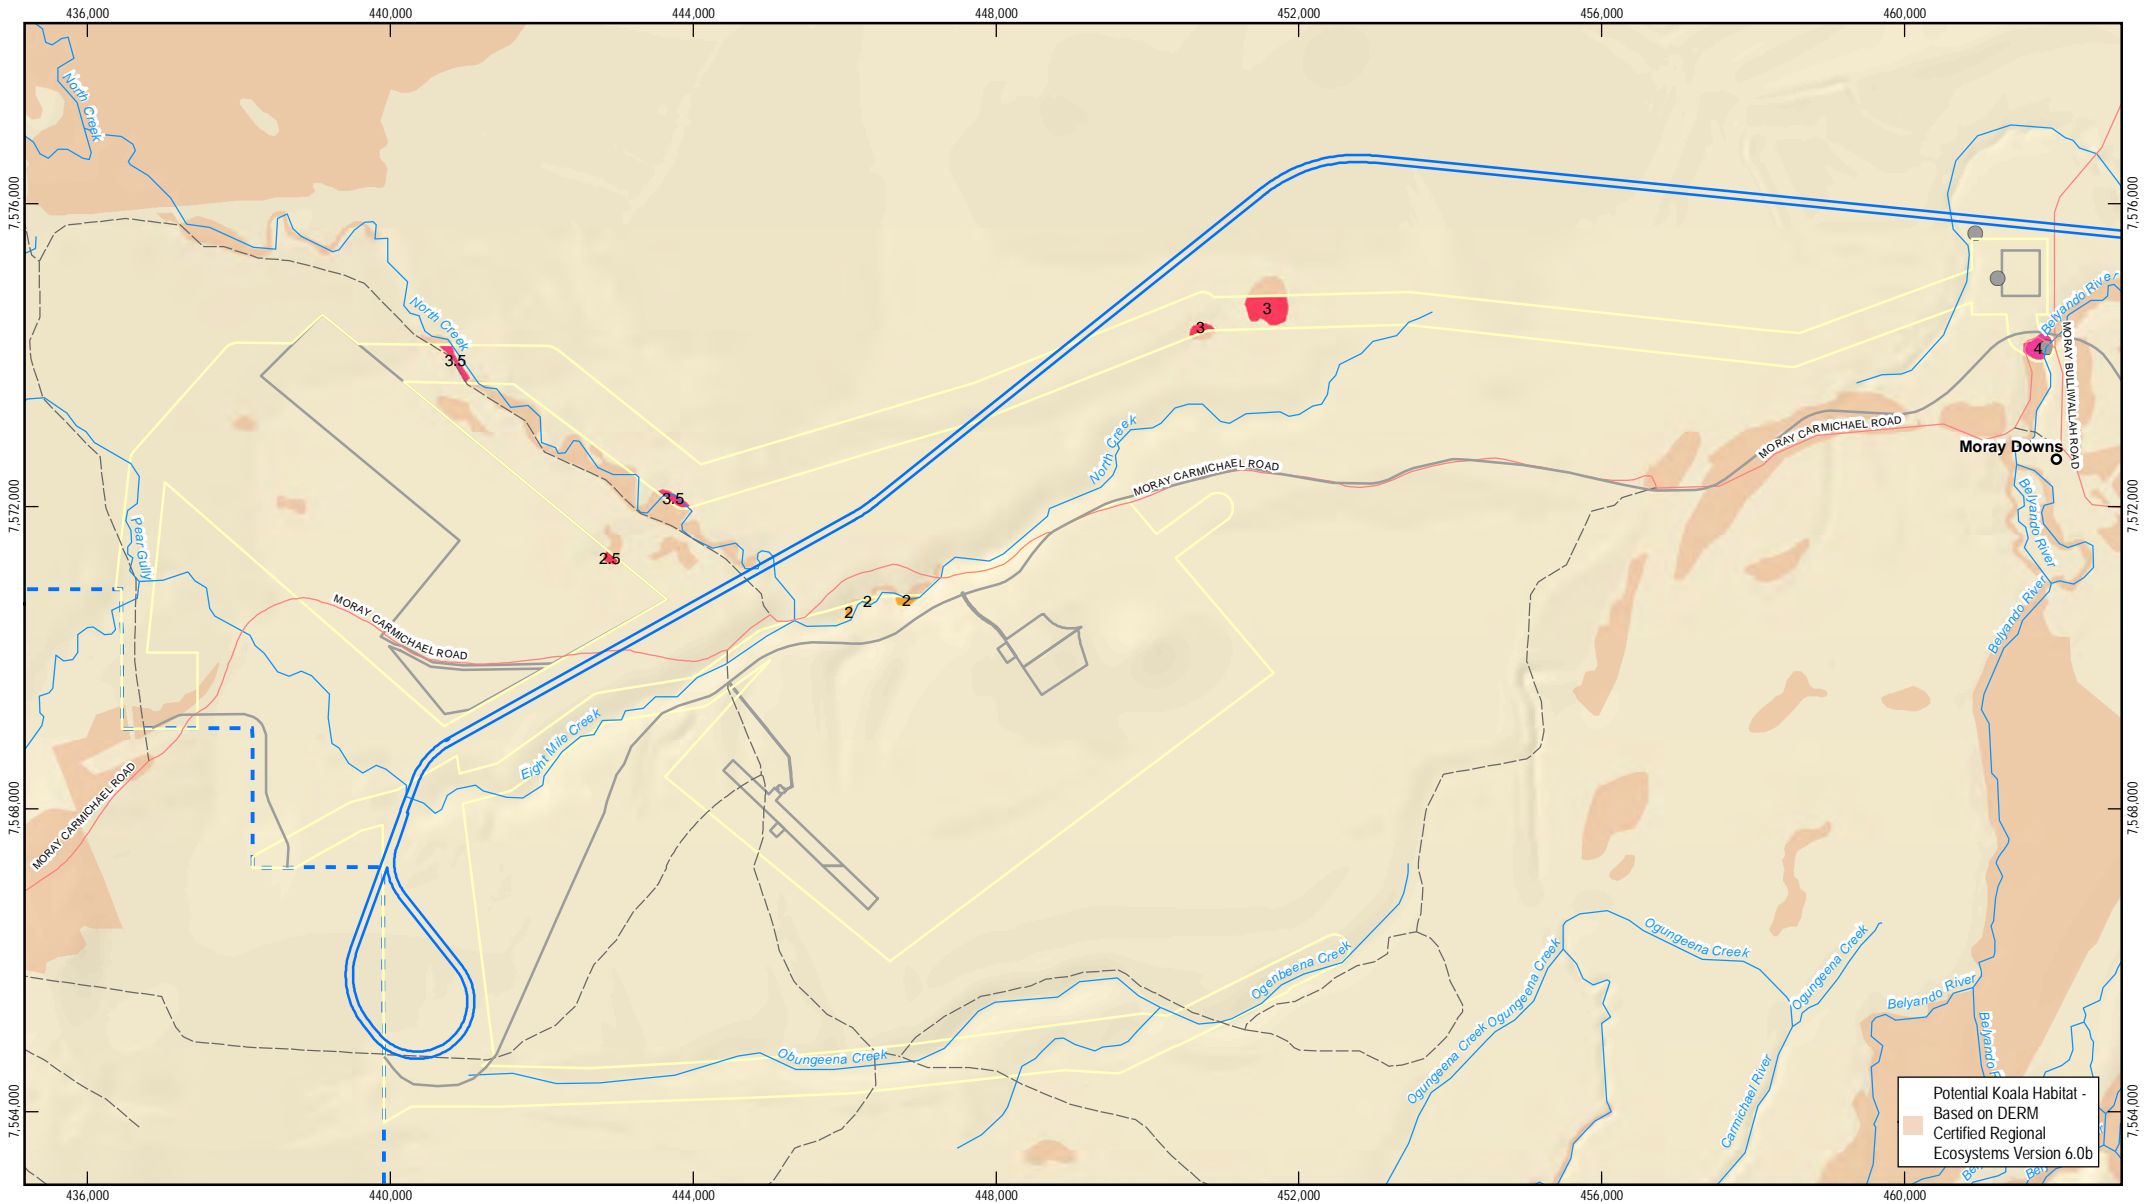 436,000
440,000
444,000
448,000
452,000
456,000
460,000
North Creek
7,576,000
7,576,000
Belyando River
North Creek
3
3
3.5
4
MORAY BULLIWALLAH ROAD
North Creek
MORAY CARMICHAEL ROAD
Moray Downs
MORAY CARMICHAEL ROAD
3.5
7,572,000
7,572,000
Pear Gully
Belyando River
2.5
2
2
2
Belyando River
MORAY CARMICHAEL ROAD
Eight Mile Creek
MORAY CARMICHAEL ROAD
7,568,000
7,568,000
Ogenbeena Creek
Ogungeena Creek
Ogungeena Creek
Ogungeena Creek
Ogungeena Creek
Belyando River
Obungeena Creek
Carmichael River
Belyando R
7,564,000
7,564,000
Potential Koala Habitat -
Based on DERM
Certified Regional
Ecosystems Version 6.0b
436,000
440,000
444,000
448,000
452,000
456,000
460,000